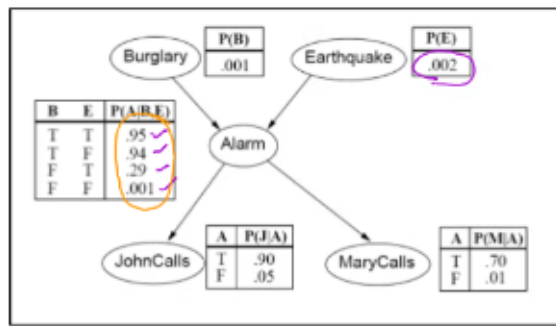 P(B)
Burglary
.001
Earthquake
P(E)
.002
B E P(A|B,E)
T T .95
T F .94
F T .29
F F .001
Alarm
JohnCalls
A P(J|A)
T .90
F .05
MaryCalls
A P(M|A)
T .70
F .01